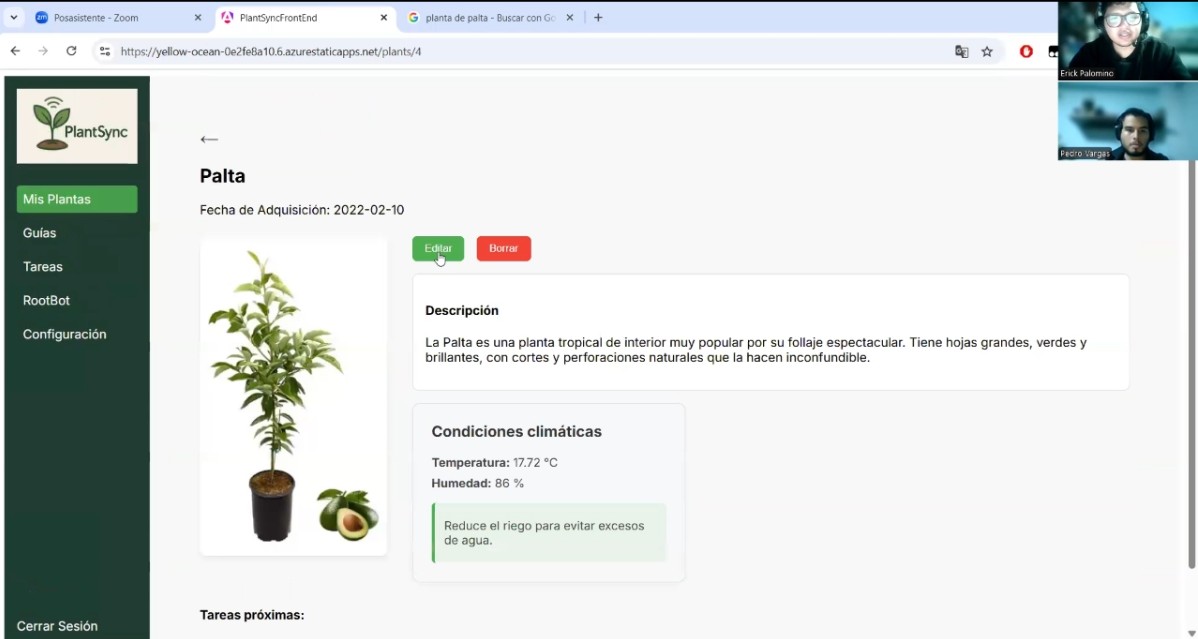 Posasistente - Zoom
PlantSyncFrontEnd
planta de palta - Buscar con Go
https://yellow-ocean-0e2fe8a10.6.azurestaticapps.net/plants/4
Erick Palomino
Pedro Vargas
PlantSync
Mis Plantas
Guías
Tareas
RootBot
Configuración
Cerrar Sesión
←
Palta
Fecha de Adquisición: 2022-02-10
Editar
Borrar
Descripción
La Palta es una planta tropical de interior muy popular por su follaje espectacular. Tiene hojas grandes, verdes y
brillantes, con cortes y perforaciones naturales que la hacen inconfundible.
Condiciones climáticas
Temperatura: 17.72 °C
Humedad: 86 %
Reduce el riego para evitar excesos
de agua.
Tareas próximas: